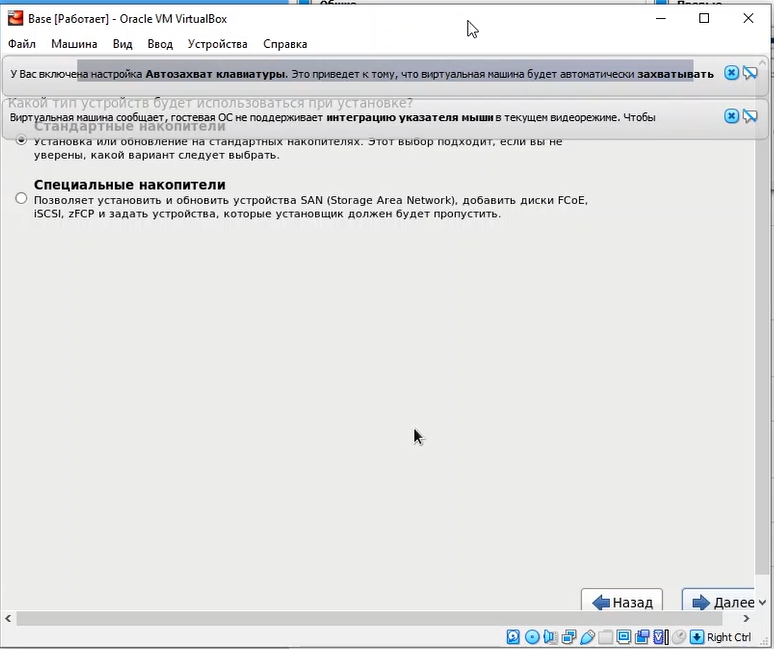 Base [Работает] - Oracle VM VirtualBox
Файл Машина Вид Ввод Устройства Справка
У Вас включена настройка Автозахват клавиатуры. Это приведет к тому, что виртуальная машина будет автоматически захватывать
Какой тип устройств будет использоваться при установке?
Виртуальная машина сообщает, гостевая ОС не поддерживает интеграцию указателя мыши в текущем видеорежиме. Чтобы
Стандартные накопители
Установка или обновление на стандартных накопителях. Этот выбор подходит, если вы не
уверены, какой вариант следует выбрать.
Специальные накопители
Позволяет установить и обновить устройства SAN (Storage Area Network), добавить диски FCoE,
iSCSI, zFCP и задать устройства, которые установщик должен будет пропустить.
Назад Далее
Right Ctrl